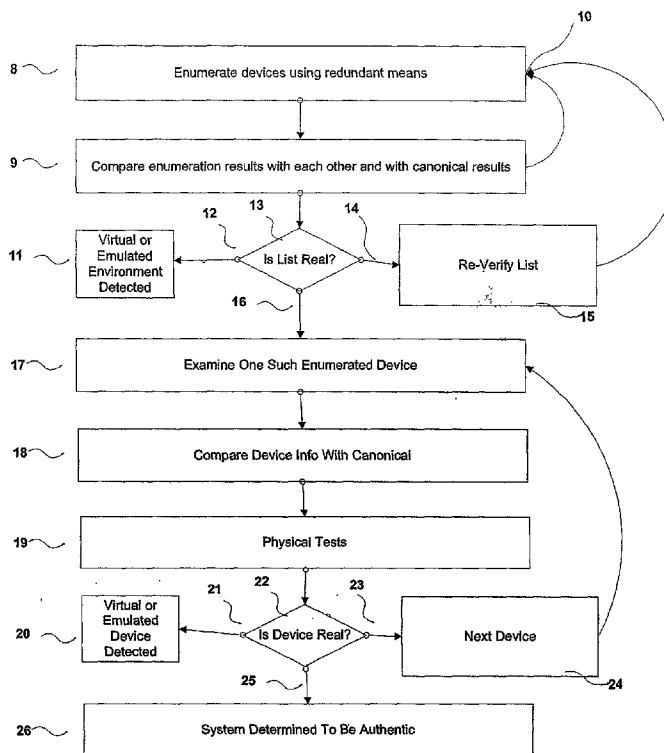 10
8
Enumerate devices using redundant means
9
Compare enumeration results with each other and with canonical results
12
13
14
11
Virtual or
Emulated
Environment
Detected
Is List Real?
Re-Verify List
16
15
17
Examine One Such Enumerated Device
18
Compare Device Info With Canonical
19
Physical Tests
21
22
23
20
Virtual or
Emulated
Device
Detected
Is Device Real?
Next Device
25
24
26
System Determined To Be Authentic